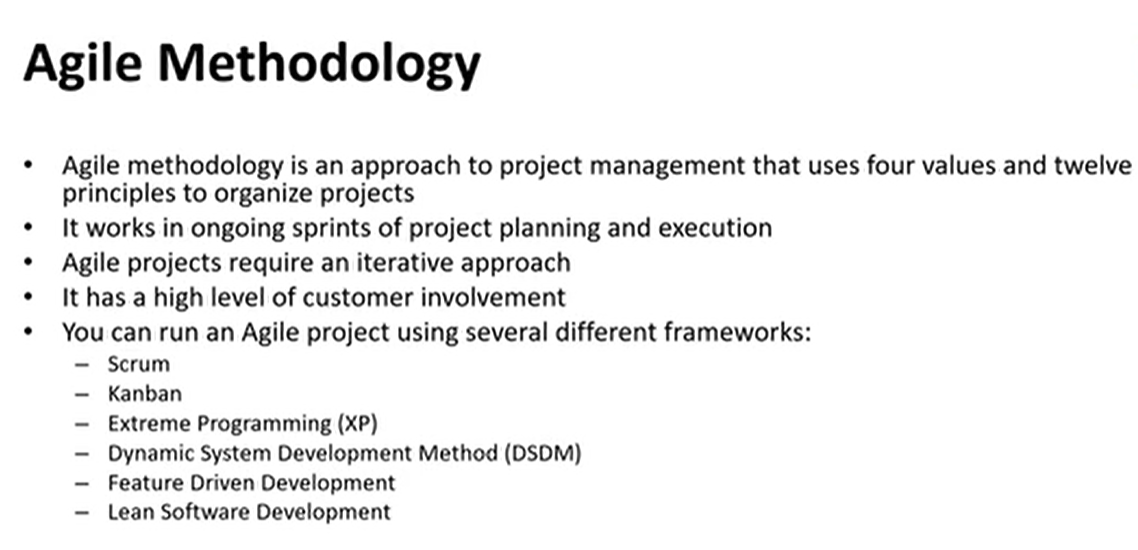 Agile Methodology
• Agile methodology is an approach to project management that uses four values and twelve
principles to organize projects
• It works in ongoing sprints of project planning and execution
• Agile projects require an iterative approach
• It has a high level of customer involvement
• You can run an Agile project using several different frameworks:
– Scrum
– Kanban
– Extreme Programming (XP)
– Dynamic System Development Method (DSDM)
– Feature Driven Development
– Lean Software Development